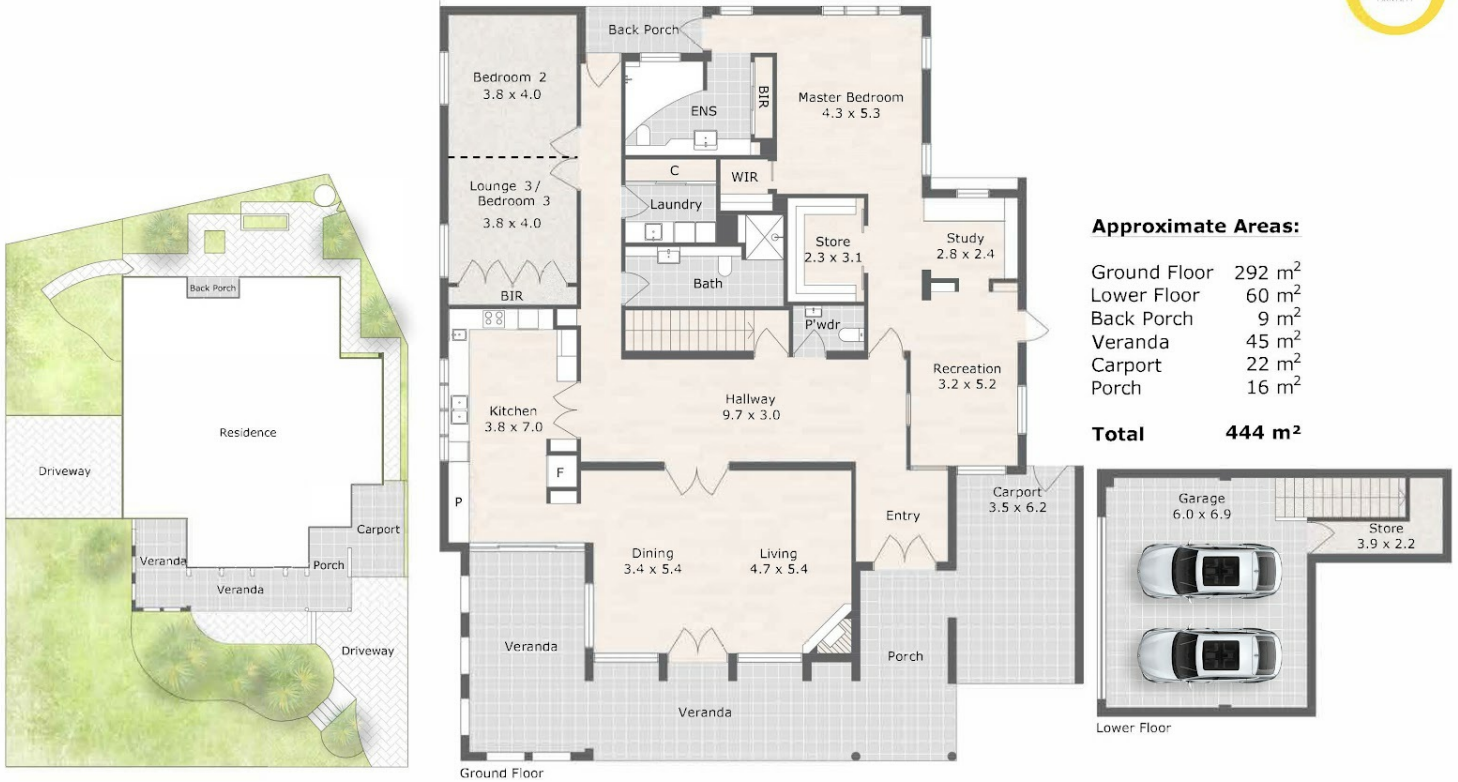 Back Porch
Bedroom 2
3.8 x 4.0
ENS
BIR
Master Bedroom
4.3 x 5.3
C
WIR
Lounge 3/
Bedroom 3
3.8 x 4.0
Laundry
Store
2.3 x 3.1
Study
2.8 x 2.4
Bath
BIR
P'wdr
Recreation
3.2 x 5.2
Hallway
9.7 x 3.0
Kitchen
3.8 x 7.0
F
P
Entry
Carport
3.5 x 6.2
Dining
3.4 x 5.4
Living
4.7 x 5.4
Veranda
Porch
Veranda
Ground Floor
Back Porch
Residence
Driveway
Carport
Veranda
Porch
Veranda
Driveway
Approximate Areas:
Ground Floor 292 m²
Lower Floor 60 m²
Back Porch 9 m²
Veranda 45 m²
Carport 22 m²
Porch 16 m²
Total 444 m²
Garage
6.0 x 6.9
Store
3.9 x 2.2
Lower Floor